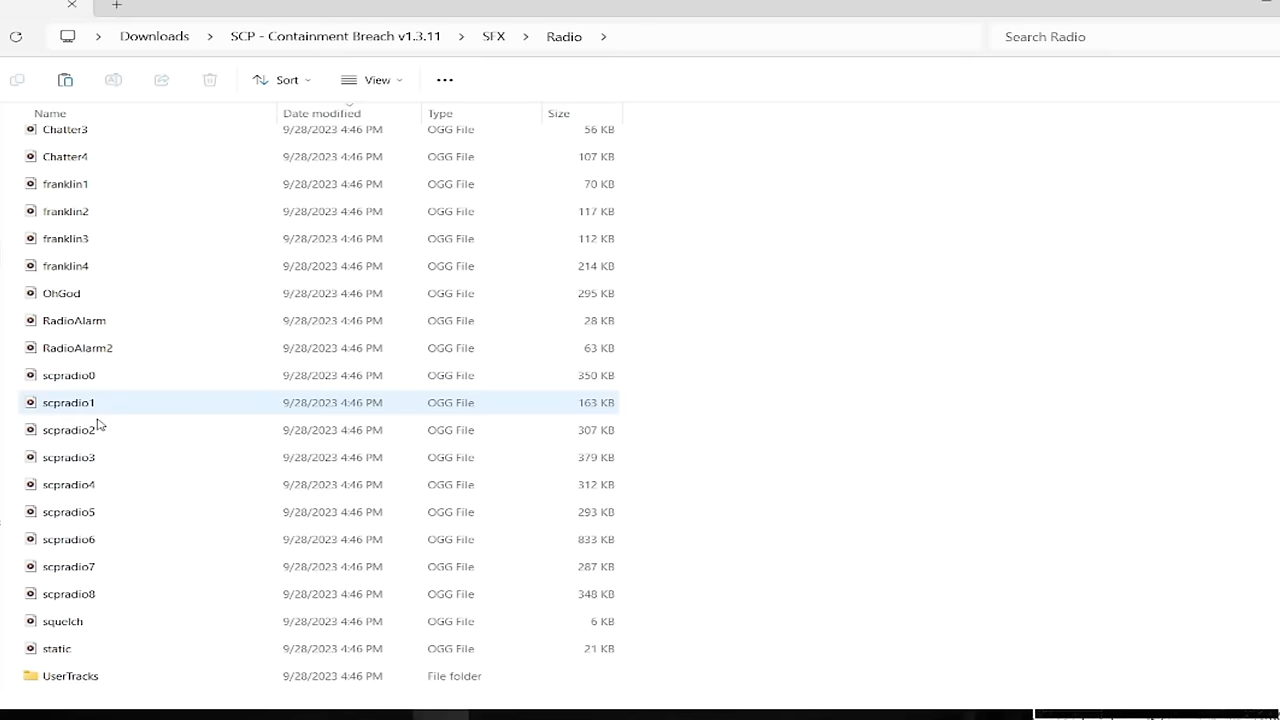 Downloads > SCP - Containment Breach v1.3.11 > SFX > Radio > Search Radio
Sort View
Name Date modified Type Size
Chatter3 9/28/2023 4:46 PM OGG File 56 KB
Chatter4 9/28/2023 4:46 PM OGG File 107 KB
franklin1 9/28/2023 4:46 PM OGG File 70 KB
franklin2 9/28/2023 4:46 PM OGG File 117 KB
franklin3 9/28/2023 4:46 PM OGG File 112 KB
franklin4 9/28/2023 4:46 PM OGG File 214 KB
OhGod 9/28/2023 4:46 PM OGG File 295 KB
RadioAlarm 9/28/2023 4:46 PM OGG File 28 KB
RadioAlarm2 9/28/2023 4:46 PM OGG File 63 KB
scpradio0 9/28/2023 4:46 PM OGG File 350 KB
scpradio1 9/28/2023 4:46 PM OGG File 163 KB
scpradio2 9/28/2023 4:46 PM OGG File 307 KB
scpradio3 9/28/2023 4:46 PM OGG File 379 KB
scpradio4 9/28/2023 4:46 PM OGG File 312 KB
scpradio5 9/28/2023 4:46 PM OGG File 293 KB
scpradio6 9/28/2023 4:46 PM OGG File 833 KB
scpradio7 9/28/2023 4:46 PM OGG File 287 KB
scpradio8 9/28/2023 4:46 PM OGG File 348 KB
squelch 9/28/2023 4:46 PM OGG File 6 KB
static 9/28/2023 4:46 PM OGG File 21 KB
UserTracks 9/28/2023 4:46 PM File folder